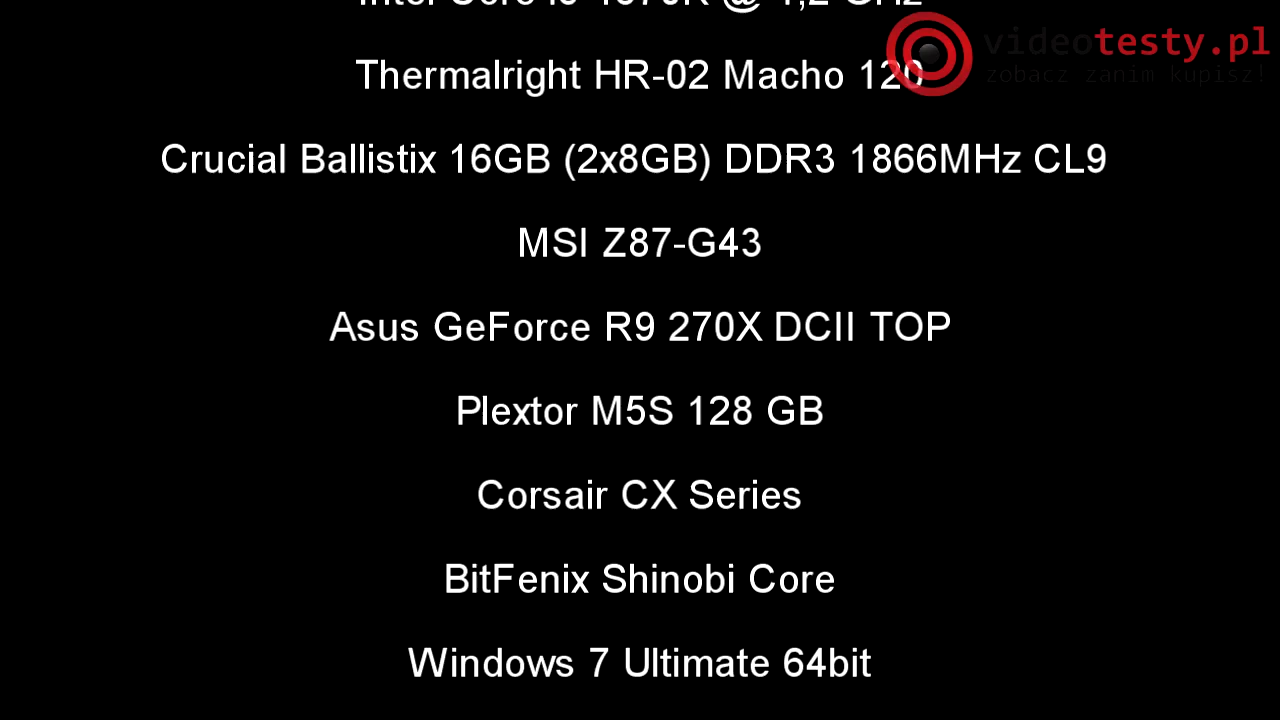 Thermalright HR-02 Macho 120
videotesty.pl
zobacz zanim kupisz!
Crucial Ballistix 16GB (2x8GB) DDR3 1866MHz CL9
MSI Z87-G43
Asus GeForce R9 270X DCII TOP
Plextor M5S 128 GB
Corsair CX Series
BitFenix Shinobi Core
Windows 7 Ultimate 64bit